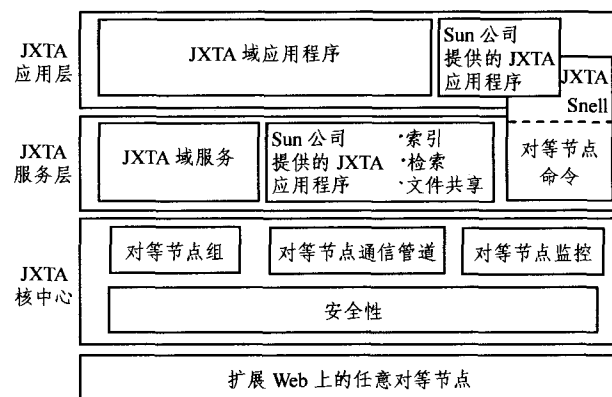 JXTA
应用层
JXTA 域应用程序
Sun 公司
提供的 JXTA
应用程序
JXTA
Snell
JXTA
服务层
JXTA 域服务
Sun 公司
提供的 JXTA
应用程序
·索引
·检索
·文件共享
对等节点
命令
JXTA
核中心
对等节点组
对等节点通信管道
对等节点监控
安全性
扩展 Web 上的任意对等节点